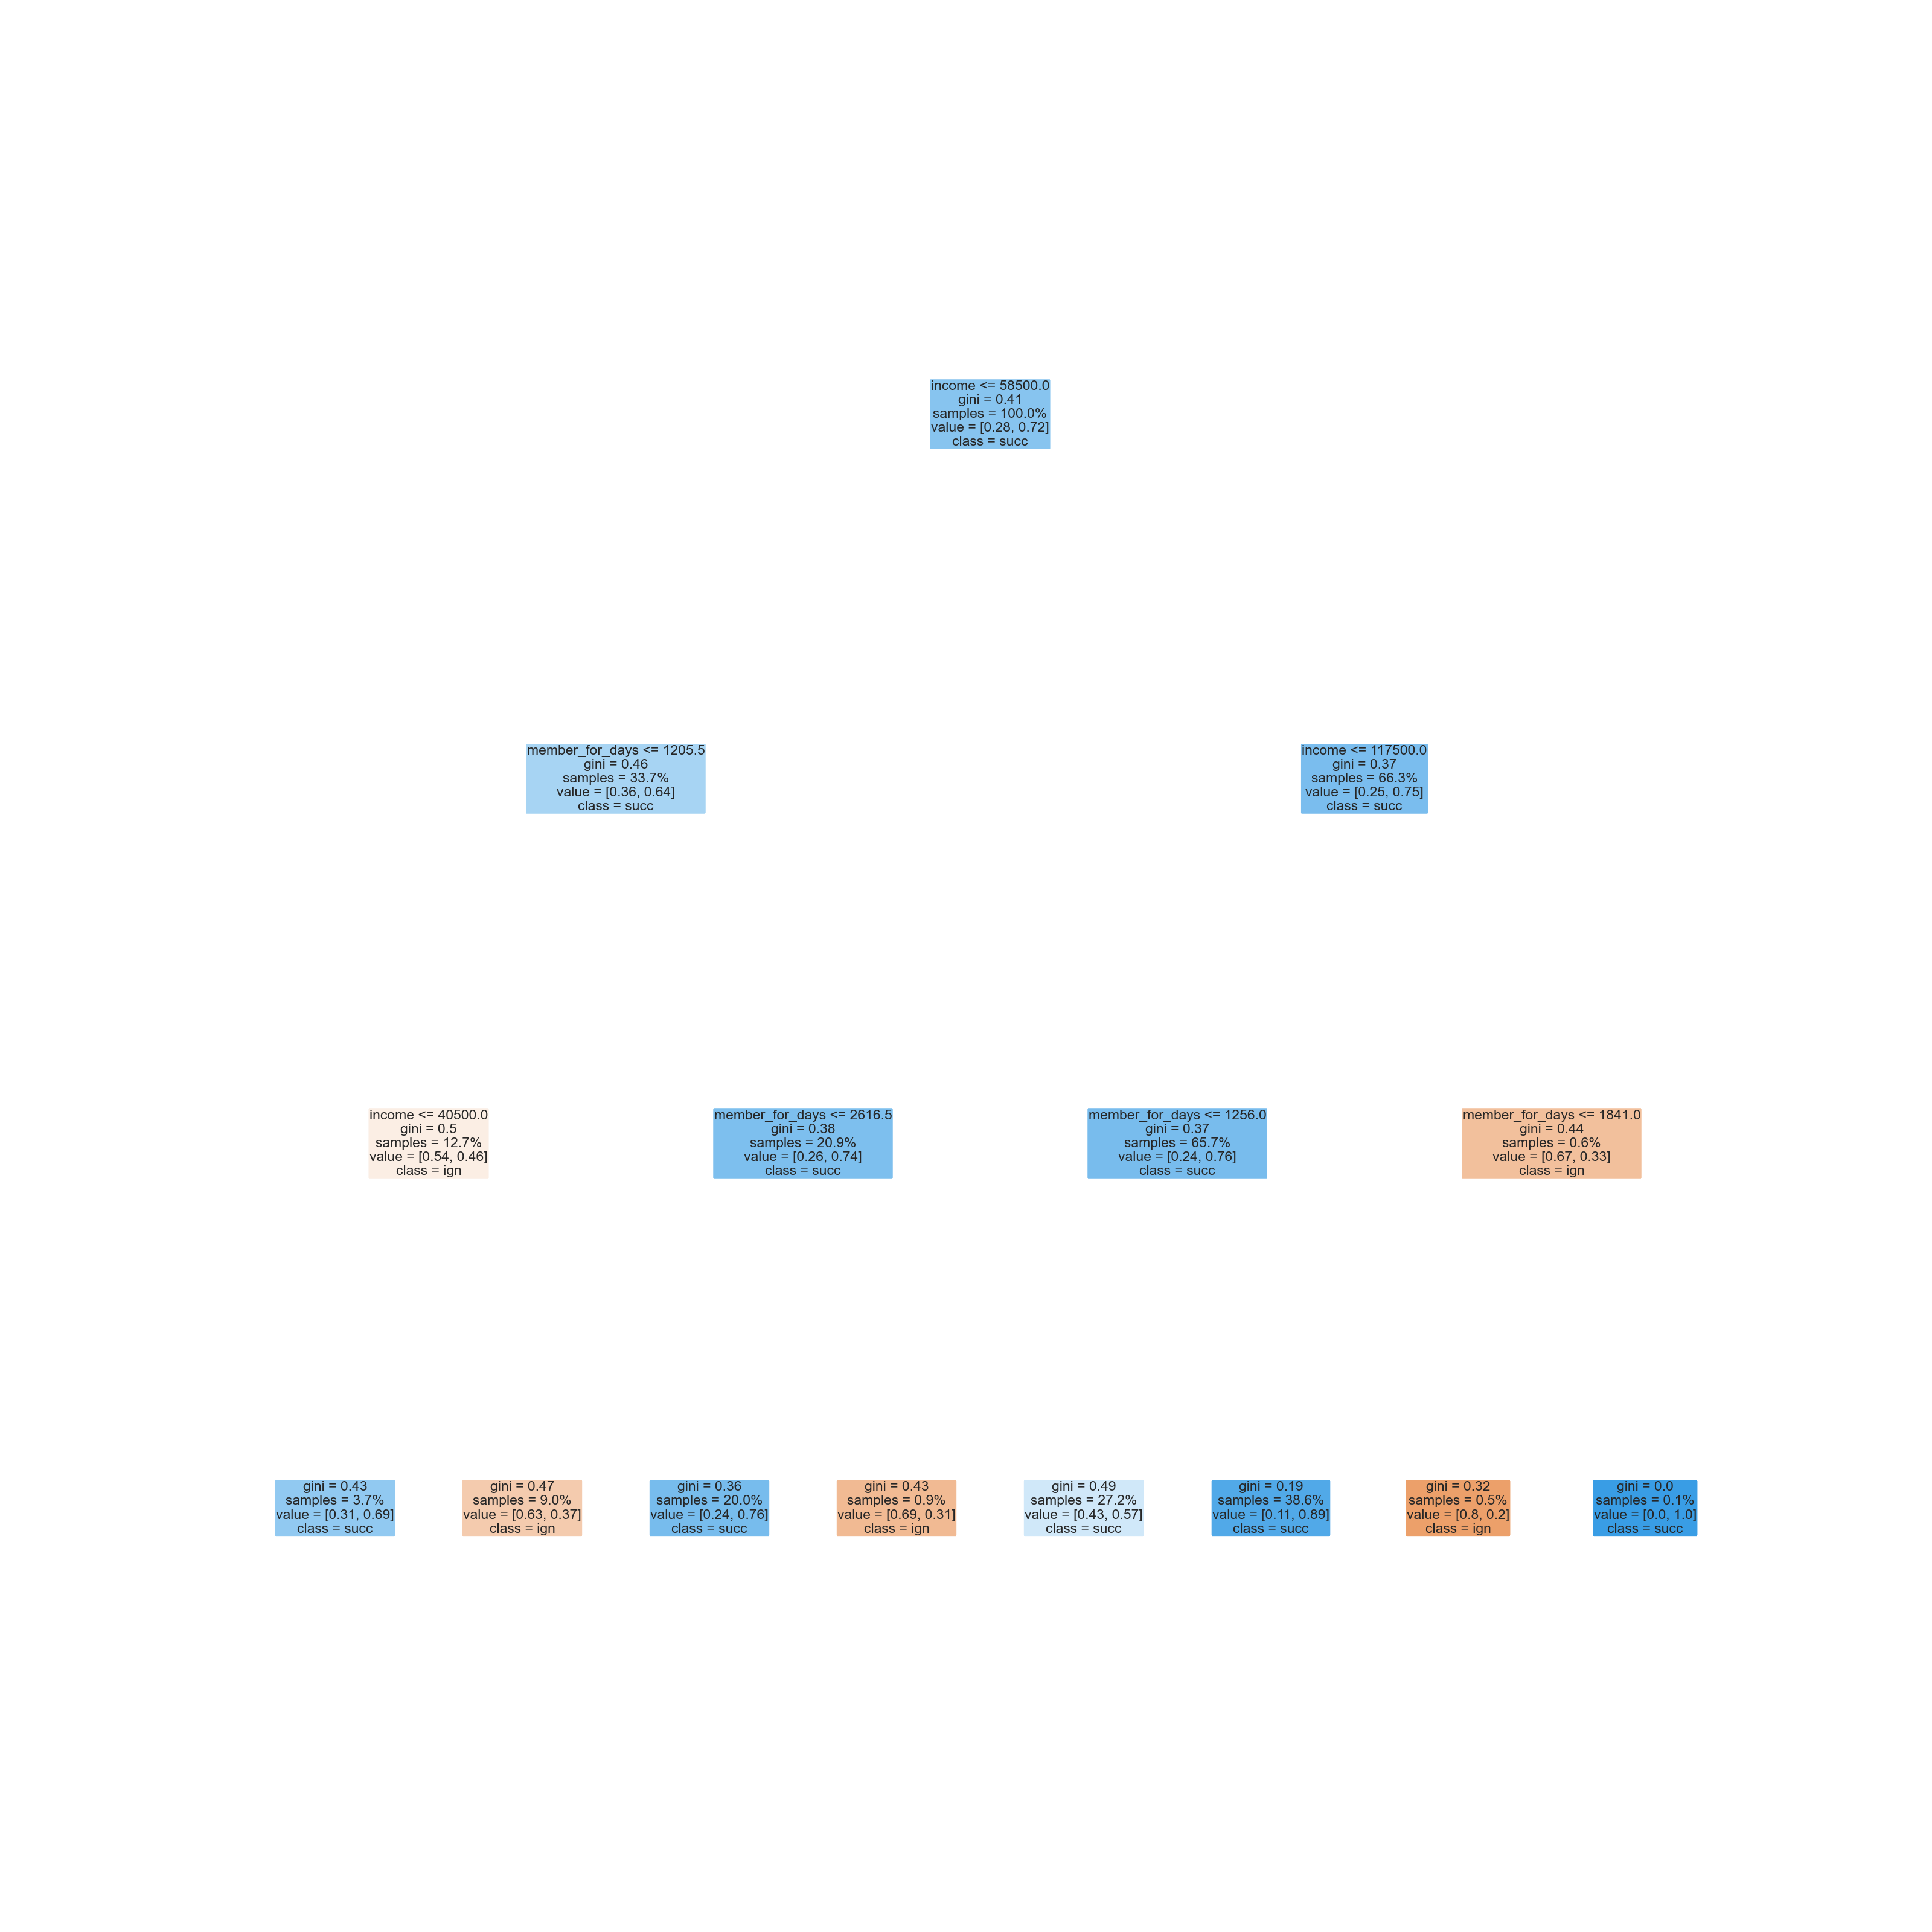 income <= 58500.0
gini = 0.41
samples = 100.0%
value = [0.28, 0.72]
class = succ
member_for_days <= 1205.5
gini = 0.46
samples = 33.7%
value = [0.36, 0.64]
class = succ
income <= 117500.0
gini = 0.37
samples = 66.3%
value = [0.25, 0.75]
class = succ
income <= 40500.0
gini = 0.5
samples = 12.7%
value = [0.54, 0.46]
class = ign
member_for_days <= 2616.5
gini = 0.38
samples = 20.9%
value = [0.26, 0.74]
class = succ
member_for_days <= 1256.0
gini = 0.37
samples = 65.7%
value = [0.24, 0.76]
class = succ
member_for_days <= 1841.0
gini = 0.44
samples = 0.6%
value = [0.67, 0.33]
class = ign
gini = 0.43
samples = 3.7%
value = [0.31, 0.69]
class = succ
gini = 0.47
samples = 9.0%
value = [0.63, 0.37]
class = ign
gini = 0.36
samples = 20.0%
value = [0.24, 0.76]
class = succ
gini = 0.43
samples = 0.9%
value = [0.69, 0.31]
class = ign
gini = 0.49
samples = 27.2%
value = [0.43, 0.57]
class = succ
gini = 0.19
samples = 38.6%
value = [0.11, 0.89]
class = succ
gini = 0.32
samples = 0.5%
value = [0.8, 0.2]
class = ign
gini = 0.0
samples = 0.1%
value = [0.0, 1.0]
class = succ